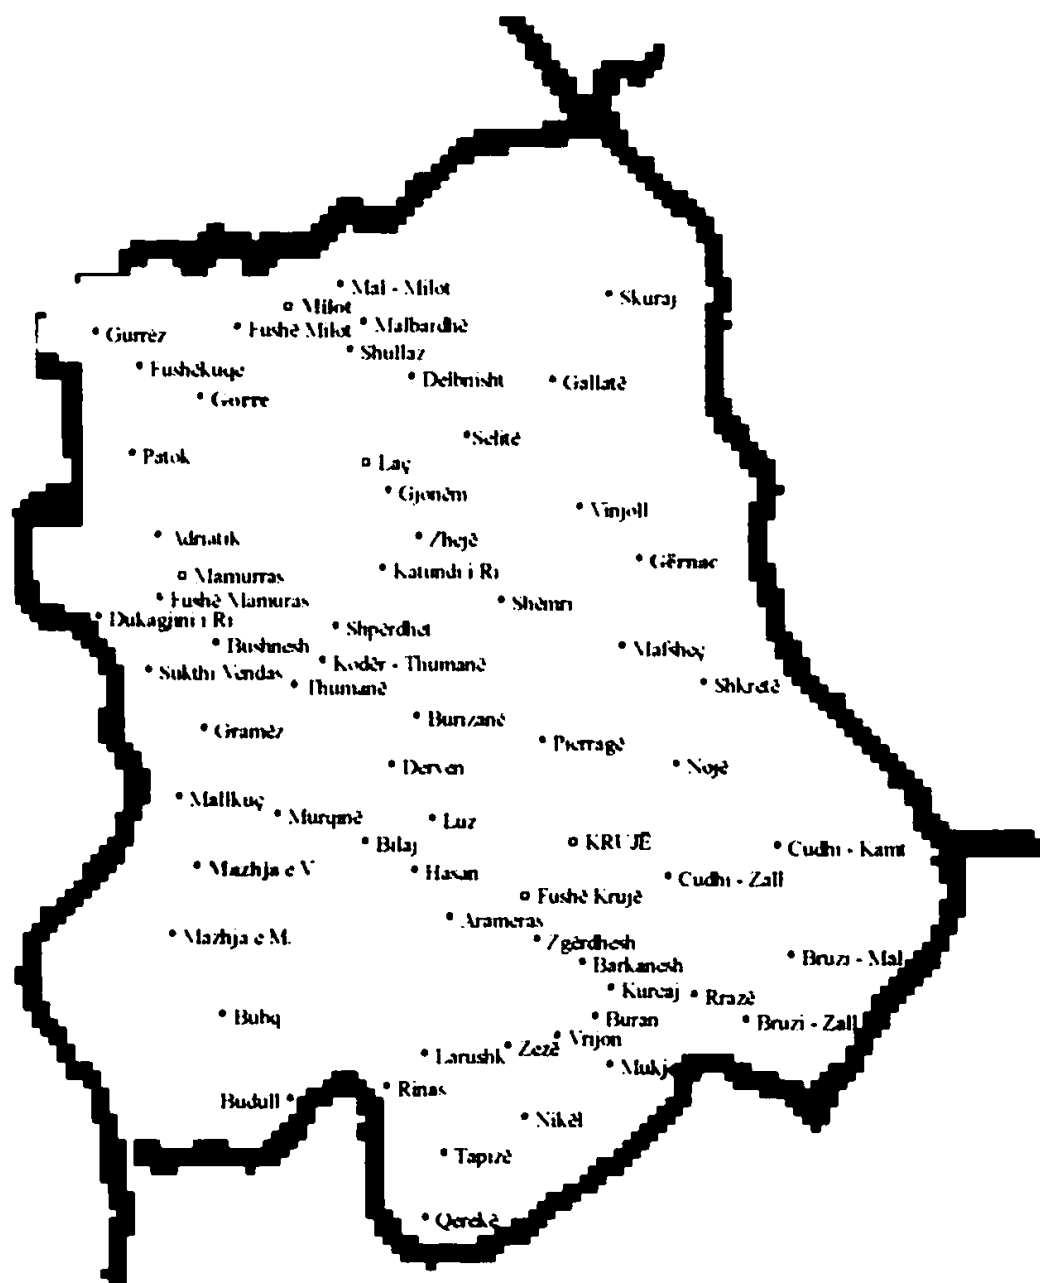 Mal - Milot
Skuraj
Milot
Gurrëz
Fushë Milot
Malbardhë
Shullaz
Fushëkuqe
Delbnisht
Gallatë
Gorre
Selitë
Patok
Laç
Gjonëm
Vinjoll
Adriatik
Zhejë
Gërnac
Katundi i Ri
Mamurras
Fushë Mamuras
Shëmri
Dukagjini i Ri
Shpërdhet
Bushnesh
Mafsheç
Kodër - Thumanë
Sukthi Vendas
Thumanë
Shkretë
Burizanë
Gramëz
Pierragë
Derven
Nojë
Mallkuç
Murqinë
Luz
Bilaj
KRUJË
Cudhi - Kamt
Mazhja e V
Hasan
Cudhi - Zall
Fushë Krujë
Arameras
Mazhja e M.
Zgërdhesh
Barkanesh
Bruzi - Mal
Kurcaj
Rrazë
Bubq
Buran
Bruzi - Zall
Vrijon
Zezë
Larushk
Rinas
Budull
Nikël
Tapizë
Qerekë